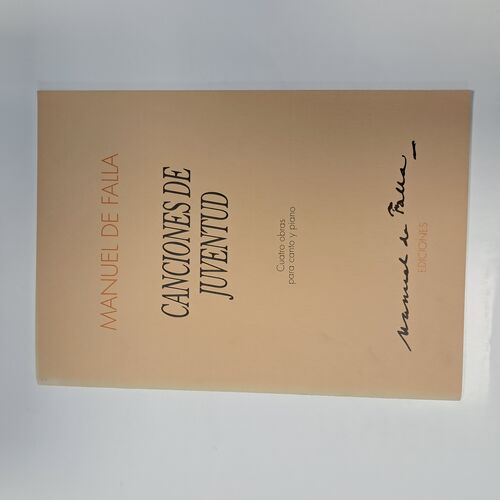 MANUEL DE FALLA
CANCIONES DE
JUVENTUD
Cuatro obras
para canto y piano
Manuel de Falla
EDICIONES